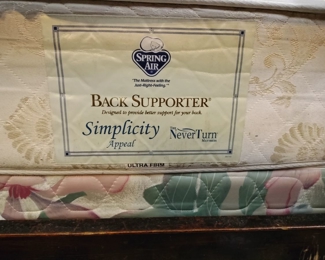 SPRING
AIR
"The Mattress with the
Just-Right-Feeling"
BACK SUPPORTER®
Designed to provide better support for your back.
Simplicity
Appeal
NeverTurn
ULTRA FIRM